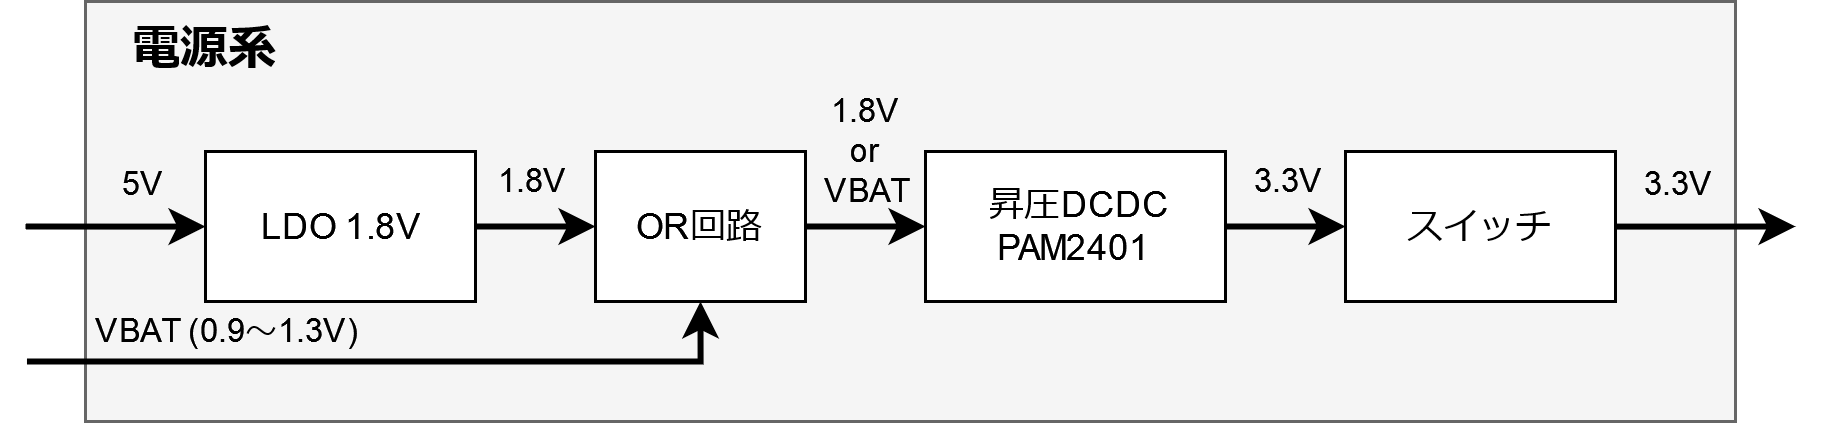 電源系
5V
LDO 1.8V
1.8V
OR回路
1.8V
or
VBAT
昇圧DCDC
PAM2401
3.3V
スイッチ
3.3V
VBAT (0.9～1.3V)